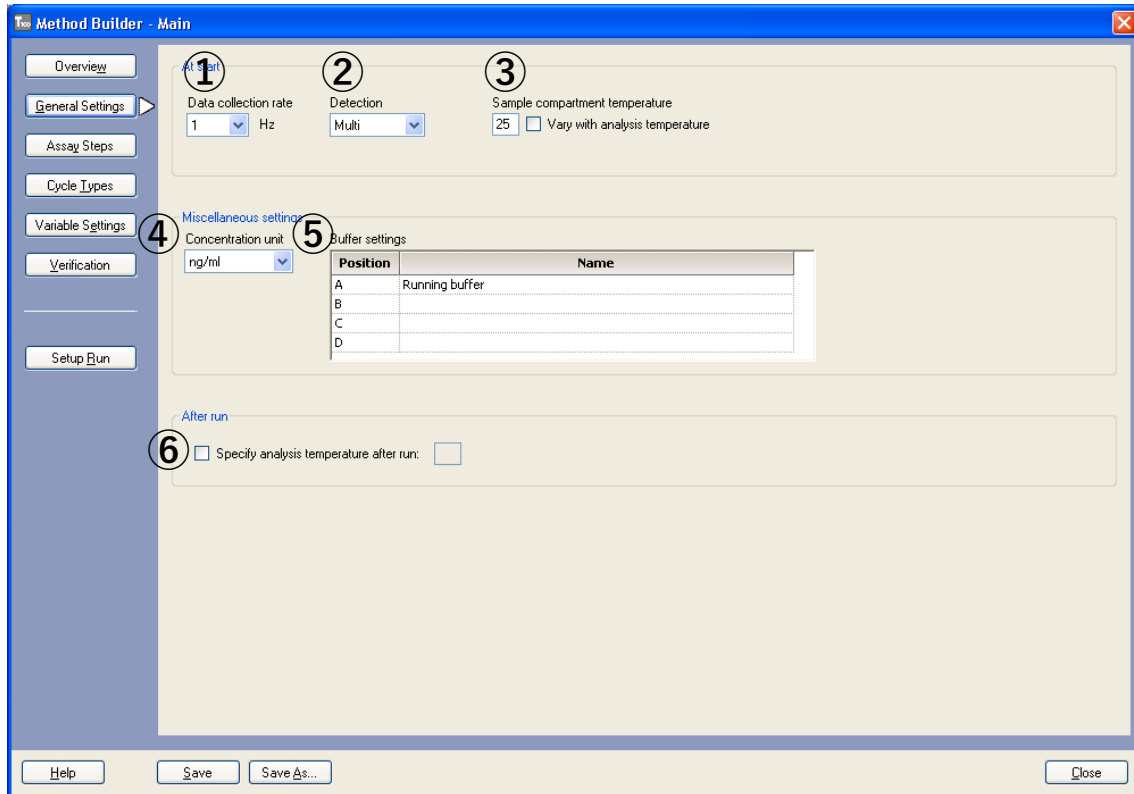 T100 Method Builder - Main
Overview
General Settings
Assay Steps
Cycle Types
Variable Settings
Verification
Setup Run
At start
① ② ③
Data collection rate Detection Sample compartment temperature
1 Hz Multi 25 Vary with analysis temperature
Miscellaneous settings
④ Concentration unit ⑤ Buffer settings
ng/ml
Position Name
A Running buffer
B
C
D
After run
⑥ Specify analysis temperature after run:
Help Save Save As... Close